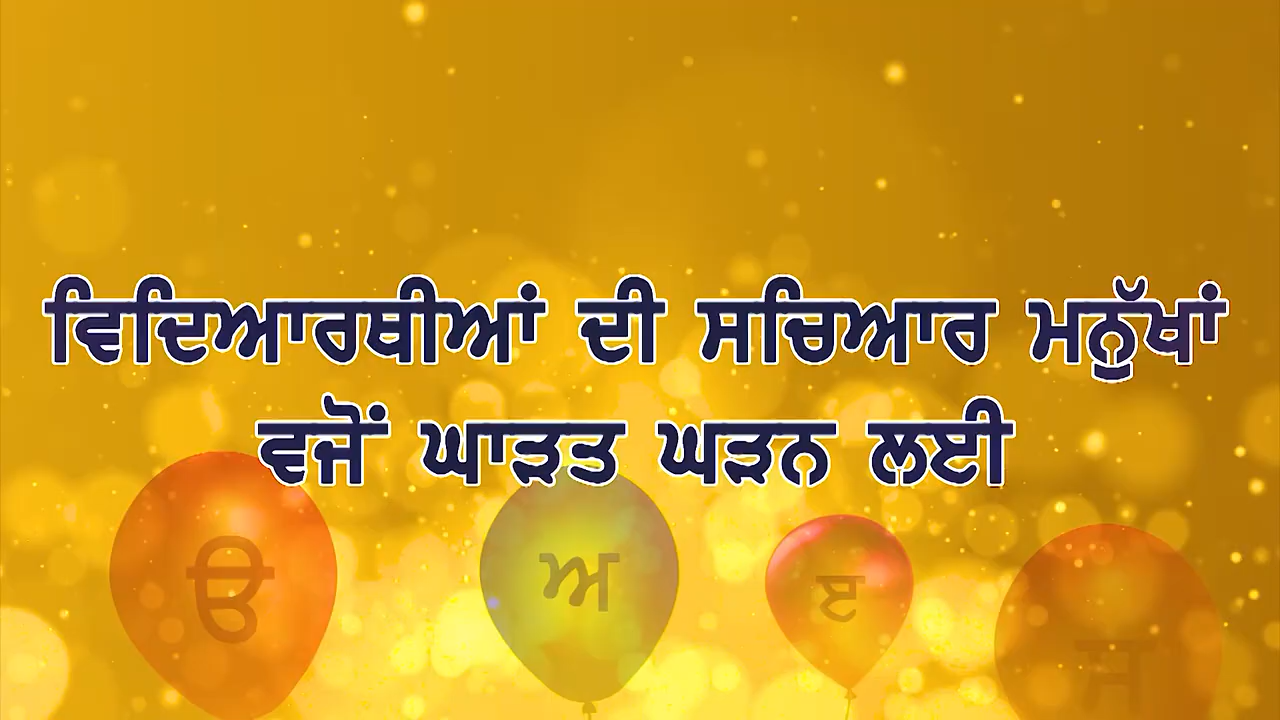 ਵਿਦਿਆਰਥੀਆਂ ਦੀ ਸਚਿਆਰ ਮਨੁੱਖਾਂ
ਵਜੋਂ ਘਾੜਤ ਘੜਨ ਲਈ
ੳ ਅ ੲ ਸ